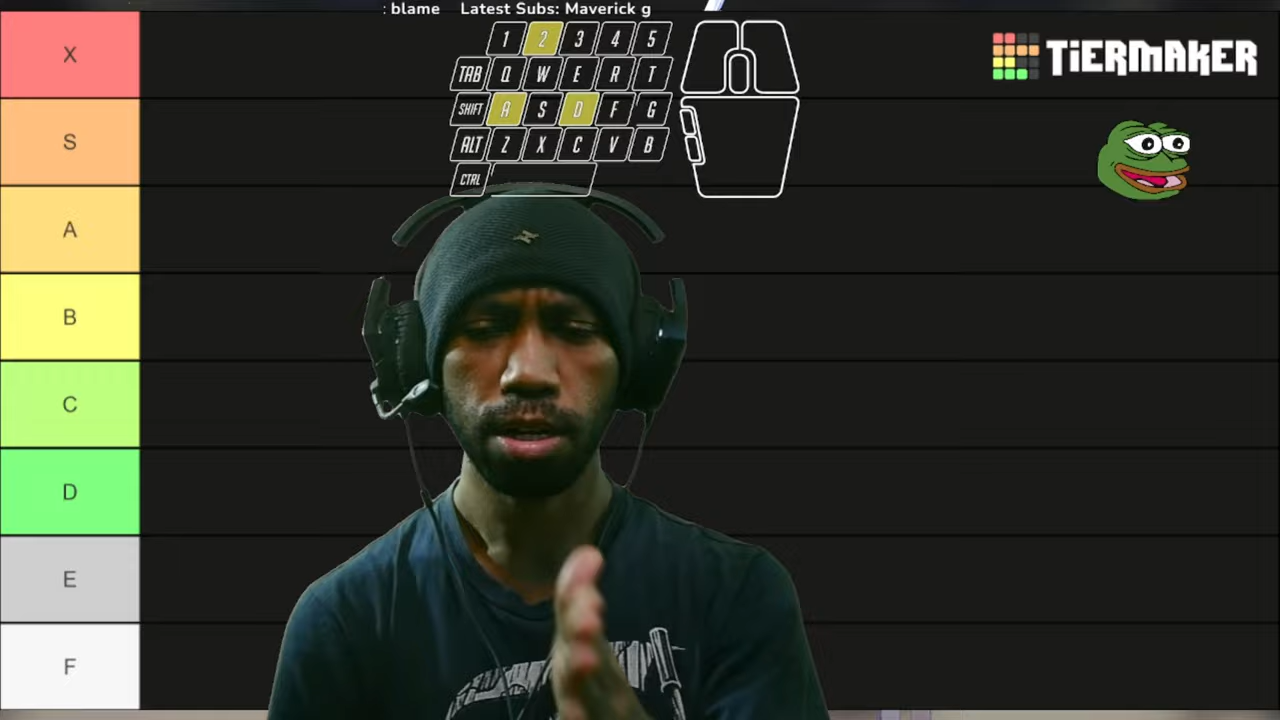 : blame Latest Subs: Maverick g
X
1 2 3 4 5
TiERMAKER
TAB Q W E R T
SHIFT A S D F G
S
ALT Z X C V B
CTRL
A
B
C
D
E
F